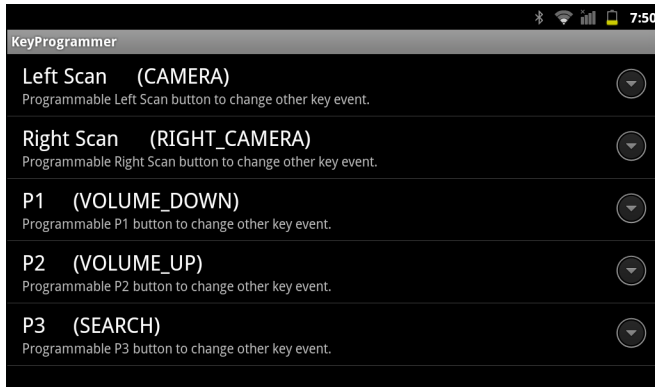 7:50
KeyProgrammer
Left Scan (CAMERA)
Programmable Left Scan button to change other key event.
Right Scan (RIGHT_CAMERA)
Programmable Right Scan button to change other key event.
P1 (VOLUME_DOWN)
Programmable P1 button to change other key event.
P2 (VOLUME_UP)
Programmable P2 button to change other key event.
P3 (SEARCH)
Programmable P3 button to change other key event.